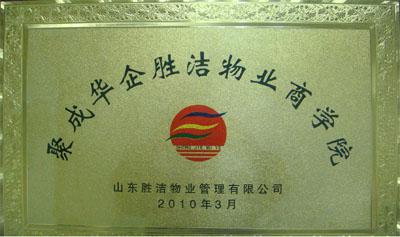 聚成华企胜洁物业商学院
山东胜洁物业管理有限公司
2010年3月